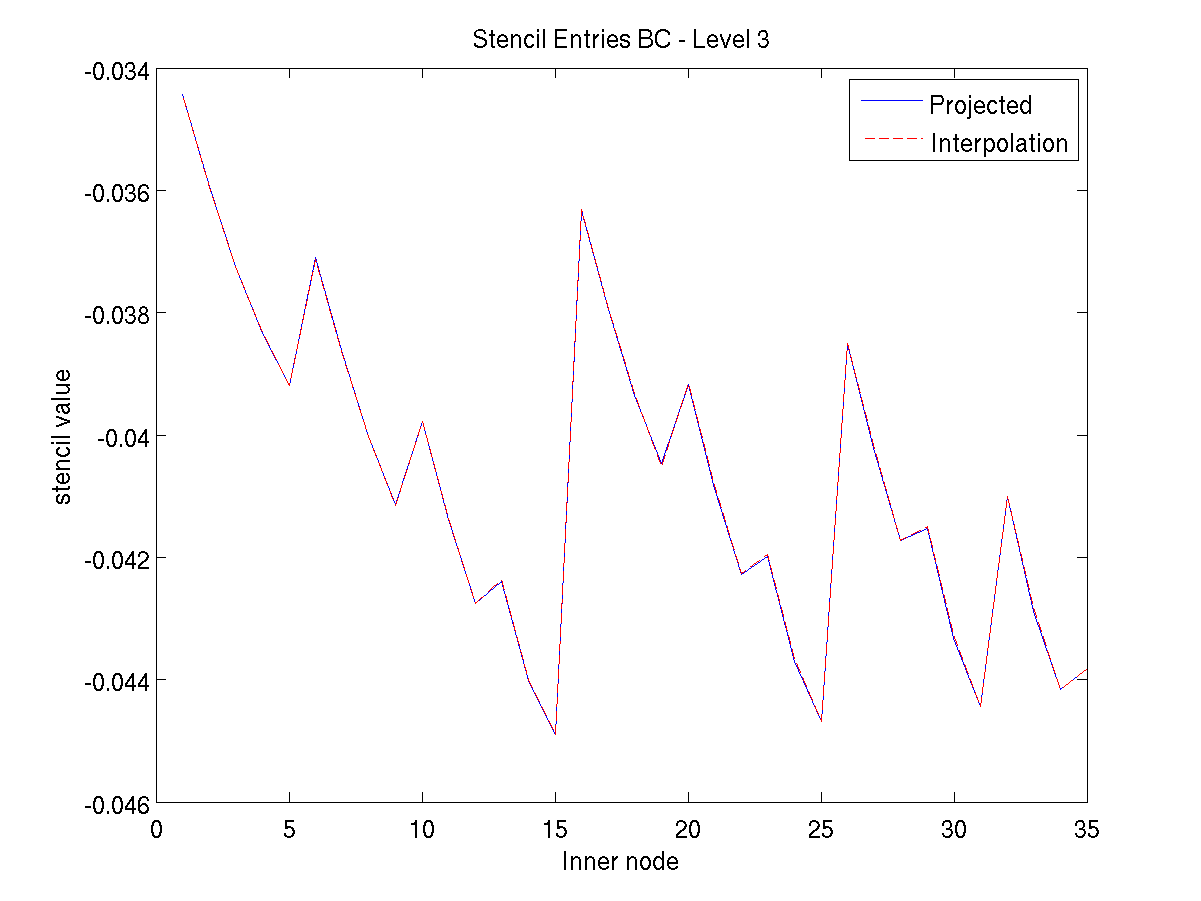 Stencil Entries BC - Level 3
Projected
Interpolation
-0.034
-0.036
-0.038
-0.04
-0.042
-0.044
-0.046
stencil value
0 5 10 15 20 25 30 35
Inner node